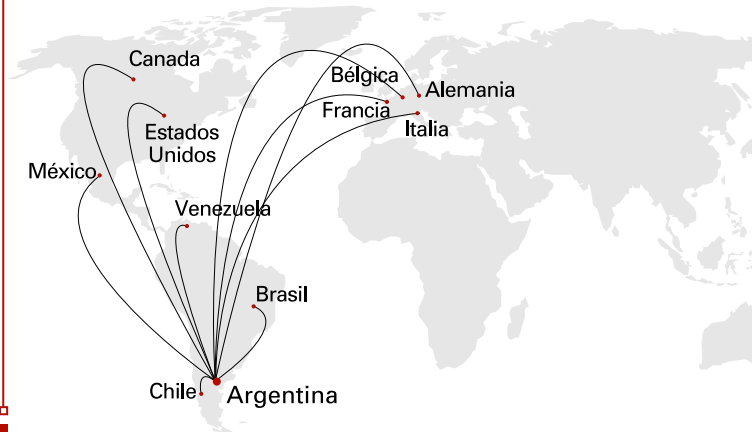 Canada
Bélgica
Alemania
Francia
Estados
Unidos
Italia
México
Venezuela
Brasil
Chile
Argentina